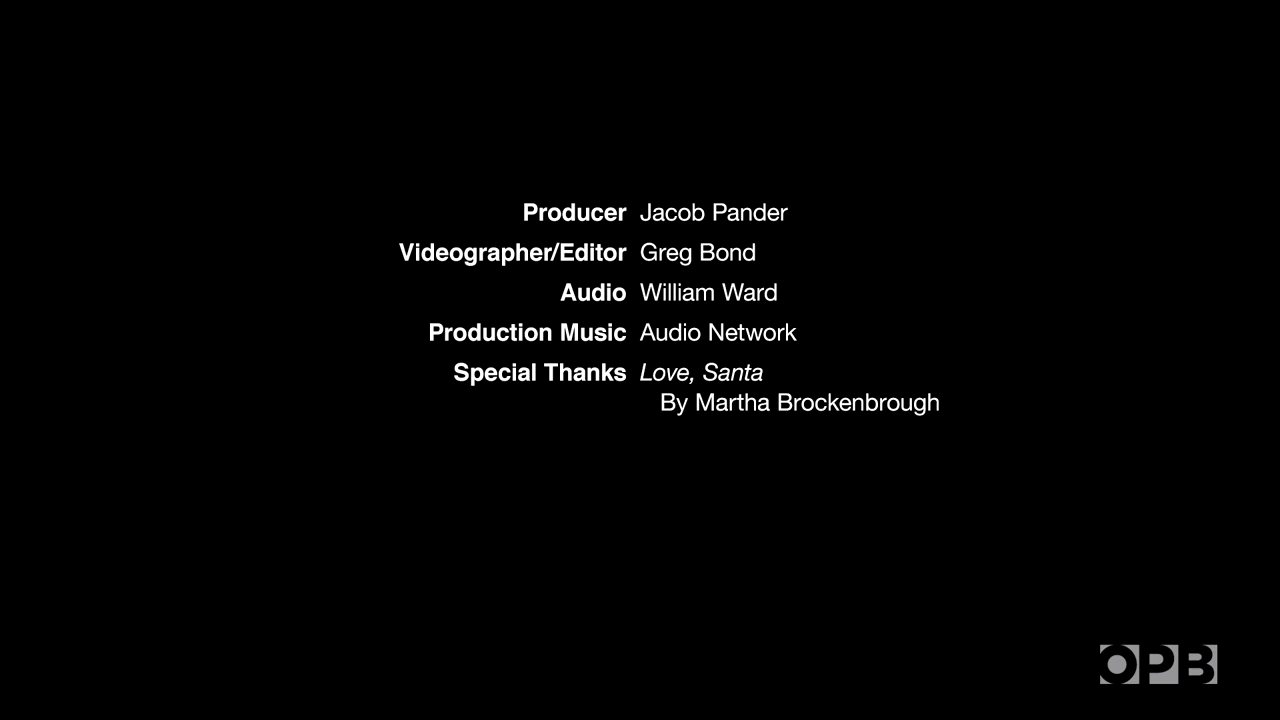 Producer Jacob Pander
Videographer/Editor Greg Bond
Audio William Ward
Production Music Audio Network
Special Thanks Love, Santa
By Martha Brockenbrough
OPB